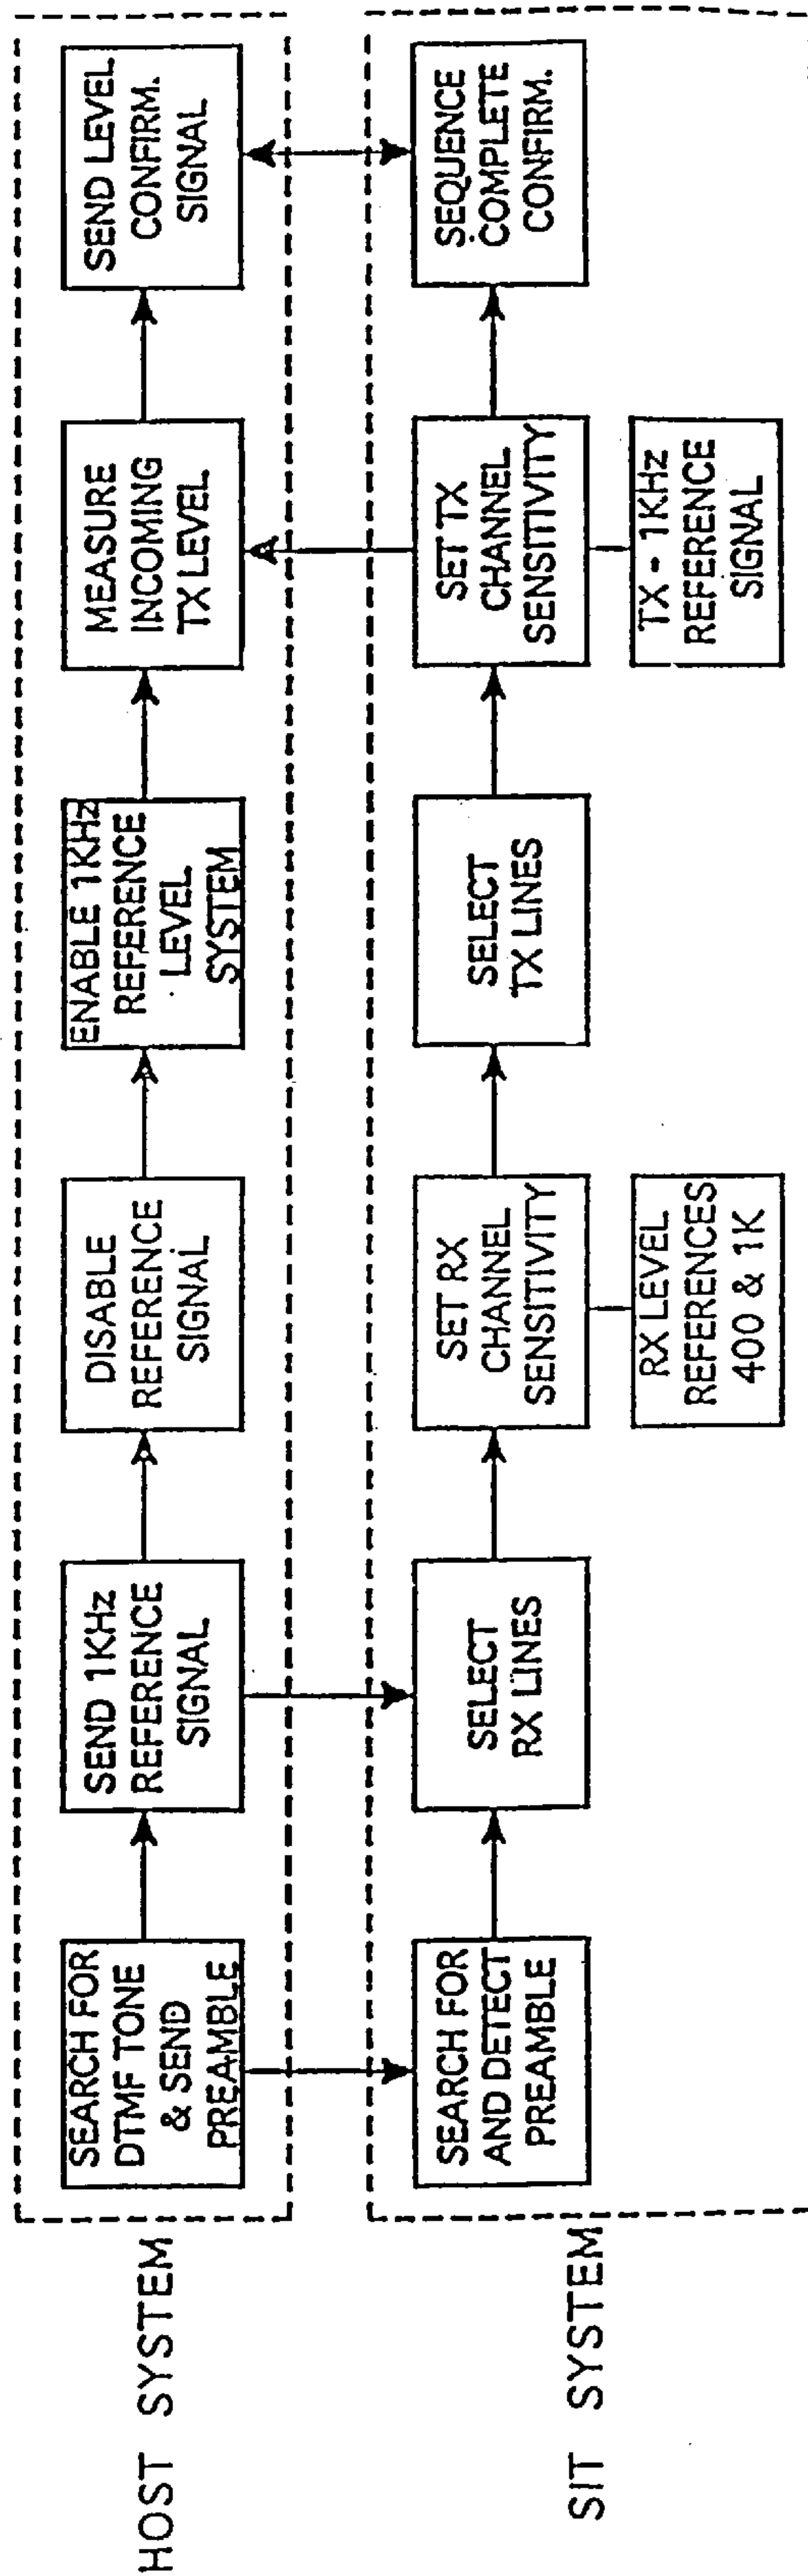 HOST SYSTEM
SEARCH FOR
DTMF TONE
& SEND
PREAMBLE
SEND 1KHz
REFERENCE
SIGNAL
DISABLE
REFERENCE
SIGNAL
ENABLE 1KHz
REFERENCE
LEVEL
SYSTEM
MEASURE
INCOMING
TX LEVEL
SEND LEVEL
CONFIRM.
SIGNAL
SIT SYSTEM
SEARCH FOR
AND DETECT
PREAMBLE
SELECT
RX LINES
SET RX
CHANNEL
SENSITIVITY
SELECT
TX LINES
SET TX
CHANNEL
SENSITIVITY
SEQUENCE
COMPLETE
CONFIRM.
RX LEVEL
REFERENCES
400 & 1K
TX - 1KHz
REFERENCE
SIGNAL